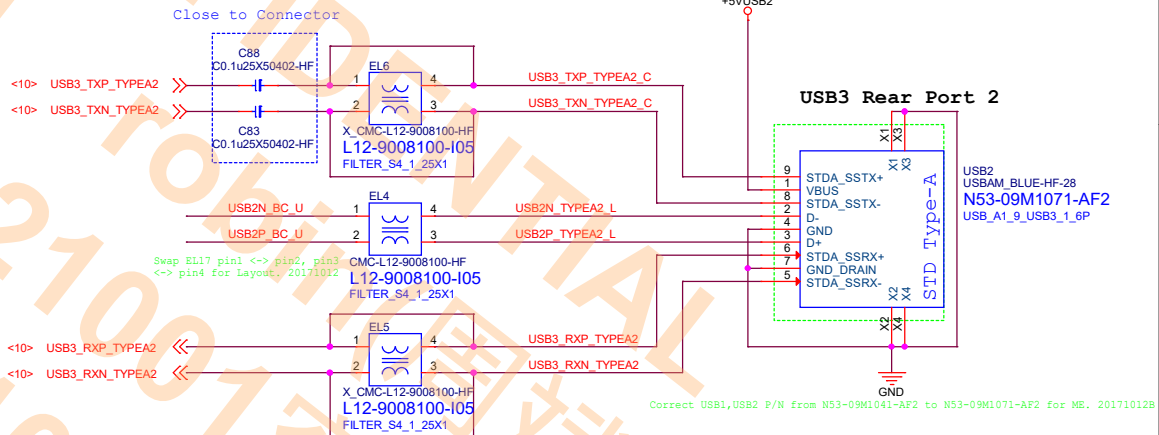 Close to Connector
+5VUSB2
C88
C0.1u25X50402-HF
<10> USB3_TXP_TYPEA2
<10> USB3_TXN_TYPEA2
C83
C0.1u25X50402-HF
EL6
1
4
2
3
X_CMC-L12-9008100-HF
L12-9008100-I05
FILTER_S4_1_25X1
USB3_TXP_TYPEA2_C
USB3_TXN_TYPEA2_C
USB3 Rear Port 2
X1
X3
X1
X3
9 STDA_SSTX+
1 VBUS
8 STDA_SSTX-
2 D-
4 GND
3 D+
6 STDA_SSRX+
7 GND_DRAIN
5 STDA_SSRX-
STD Type-A
X2
X4
X2
X4
GND
USB2
USBAM_BLUE-HF-28
N53-09M1071-AF2
USB_A1_9_USB3_1_6P
USB2N_BC_U
USB2P_BC_U
EL4
1
4
2
3
USB2N_TYPEA2_L
USB2P_TYPEA2_L
CMC-L12-9008100-HF
L12-9008100-I05
FILTER_S4_1_25X1
Swap EL17 pin1 <-> pin2, pin3
<-> pin4 for Layout. 20171012
<10> USB3_RXP_TYPEA2
<10> USB3_RXN_TYPEA2
EL5
1
4
2
3
USB3_RXP_TYPEA2
USB3_RXN_TYPEA2
X_CMC-L12-9008100-HF
L12-9008100-I05
FILTER_S4_1_25X1
Correct USB1,USB2 P/N from N53-09M1041-AF2 to N53-09M1071-AF2 for ME. 20171012B